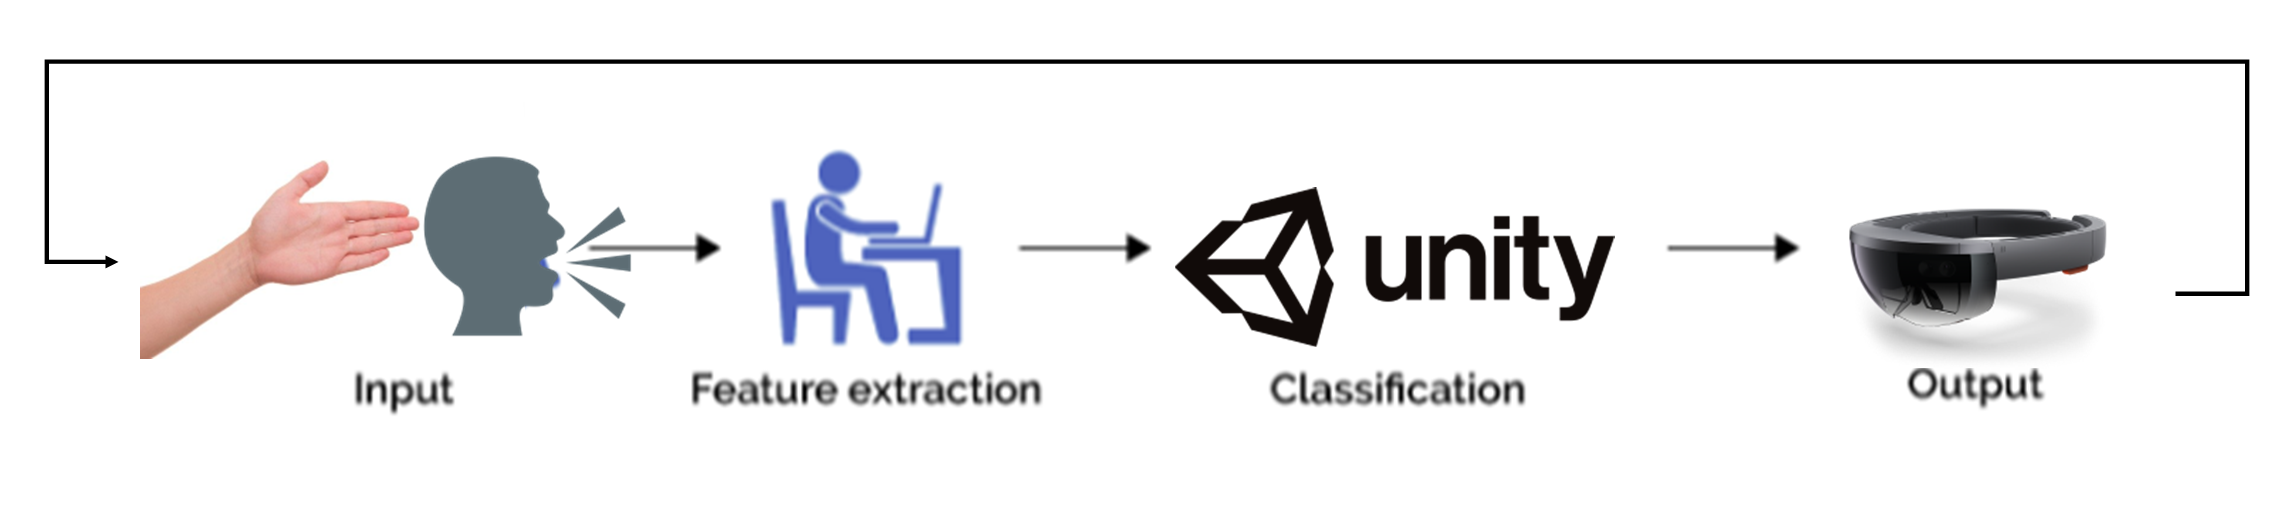 unity
Input
Feature extraction
Classification
Output